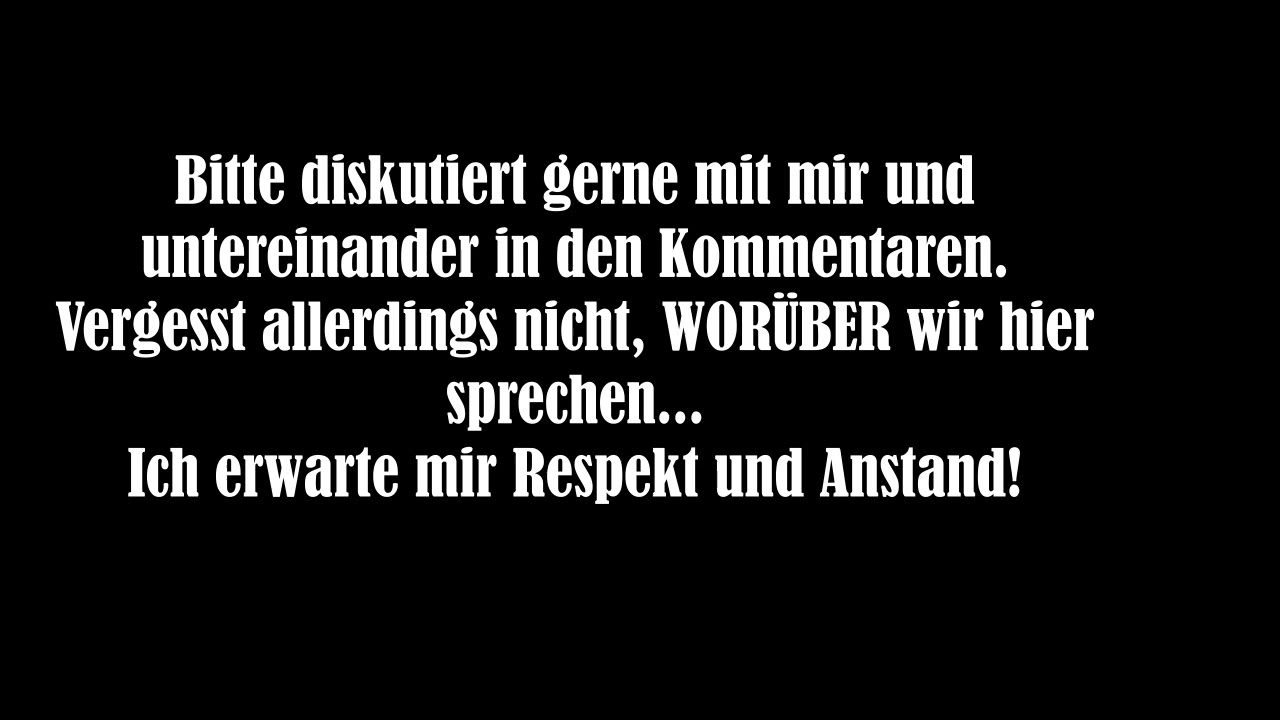 Bitte diskutiert gerne mit mir und
untereinander in den Kommentaren.
Vergesst allerdings nicht, WORÜBER wir hier
sprechen...
Ich erwarte mir Respekt und Anstand!